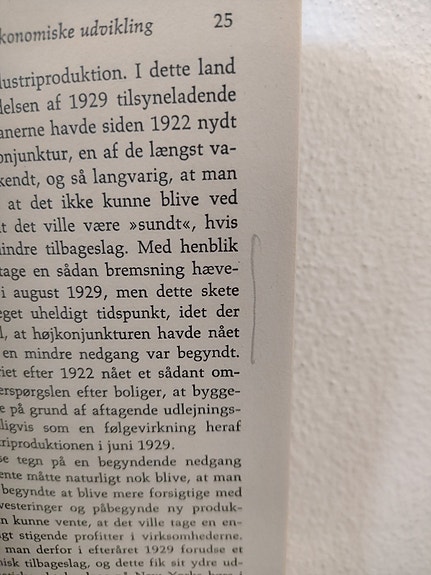 konomiske udvikling 25
dustriproduktion. I dette land
delsen af 1929 tilsyneladende
anerne havde siden 1922 nydt
onjunktur, en af de længst va-
kendt, og så langvarig, at man
at det ikke kunne blive ved
t det ville være »sundt«, hvis
mindre tilbageslag. Med henblik
tage en sådan bremsning hæve-
i august 1929, men dette skete
eget uheldigt tidspunkt, idet der
l, at højkonjunkturen havde nået
en mindre nedgang var begyndt.
riet efter 1922 nået et sådant om-
erspørgslen efter boliger, at bygge-
e på grund af aftagende udlejnings-
ligvis som en følgevirkning heraf
triproduktionen i juni 1929.
se tegn på en begyndende nedgang
ente måtte naturligt nok blive, at man
begyndte at blive mere forsigtige med
vesteringer og påbegynde ny produk-
n kunne vente, at det ville tage en en-
gt stigende profitter i virksomhederne.
man derfor i efteråret 1929 forudse et
misk tilbageslag, og dette fik sit ydre ud-